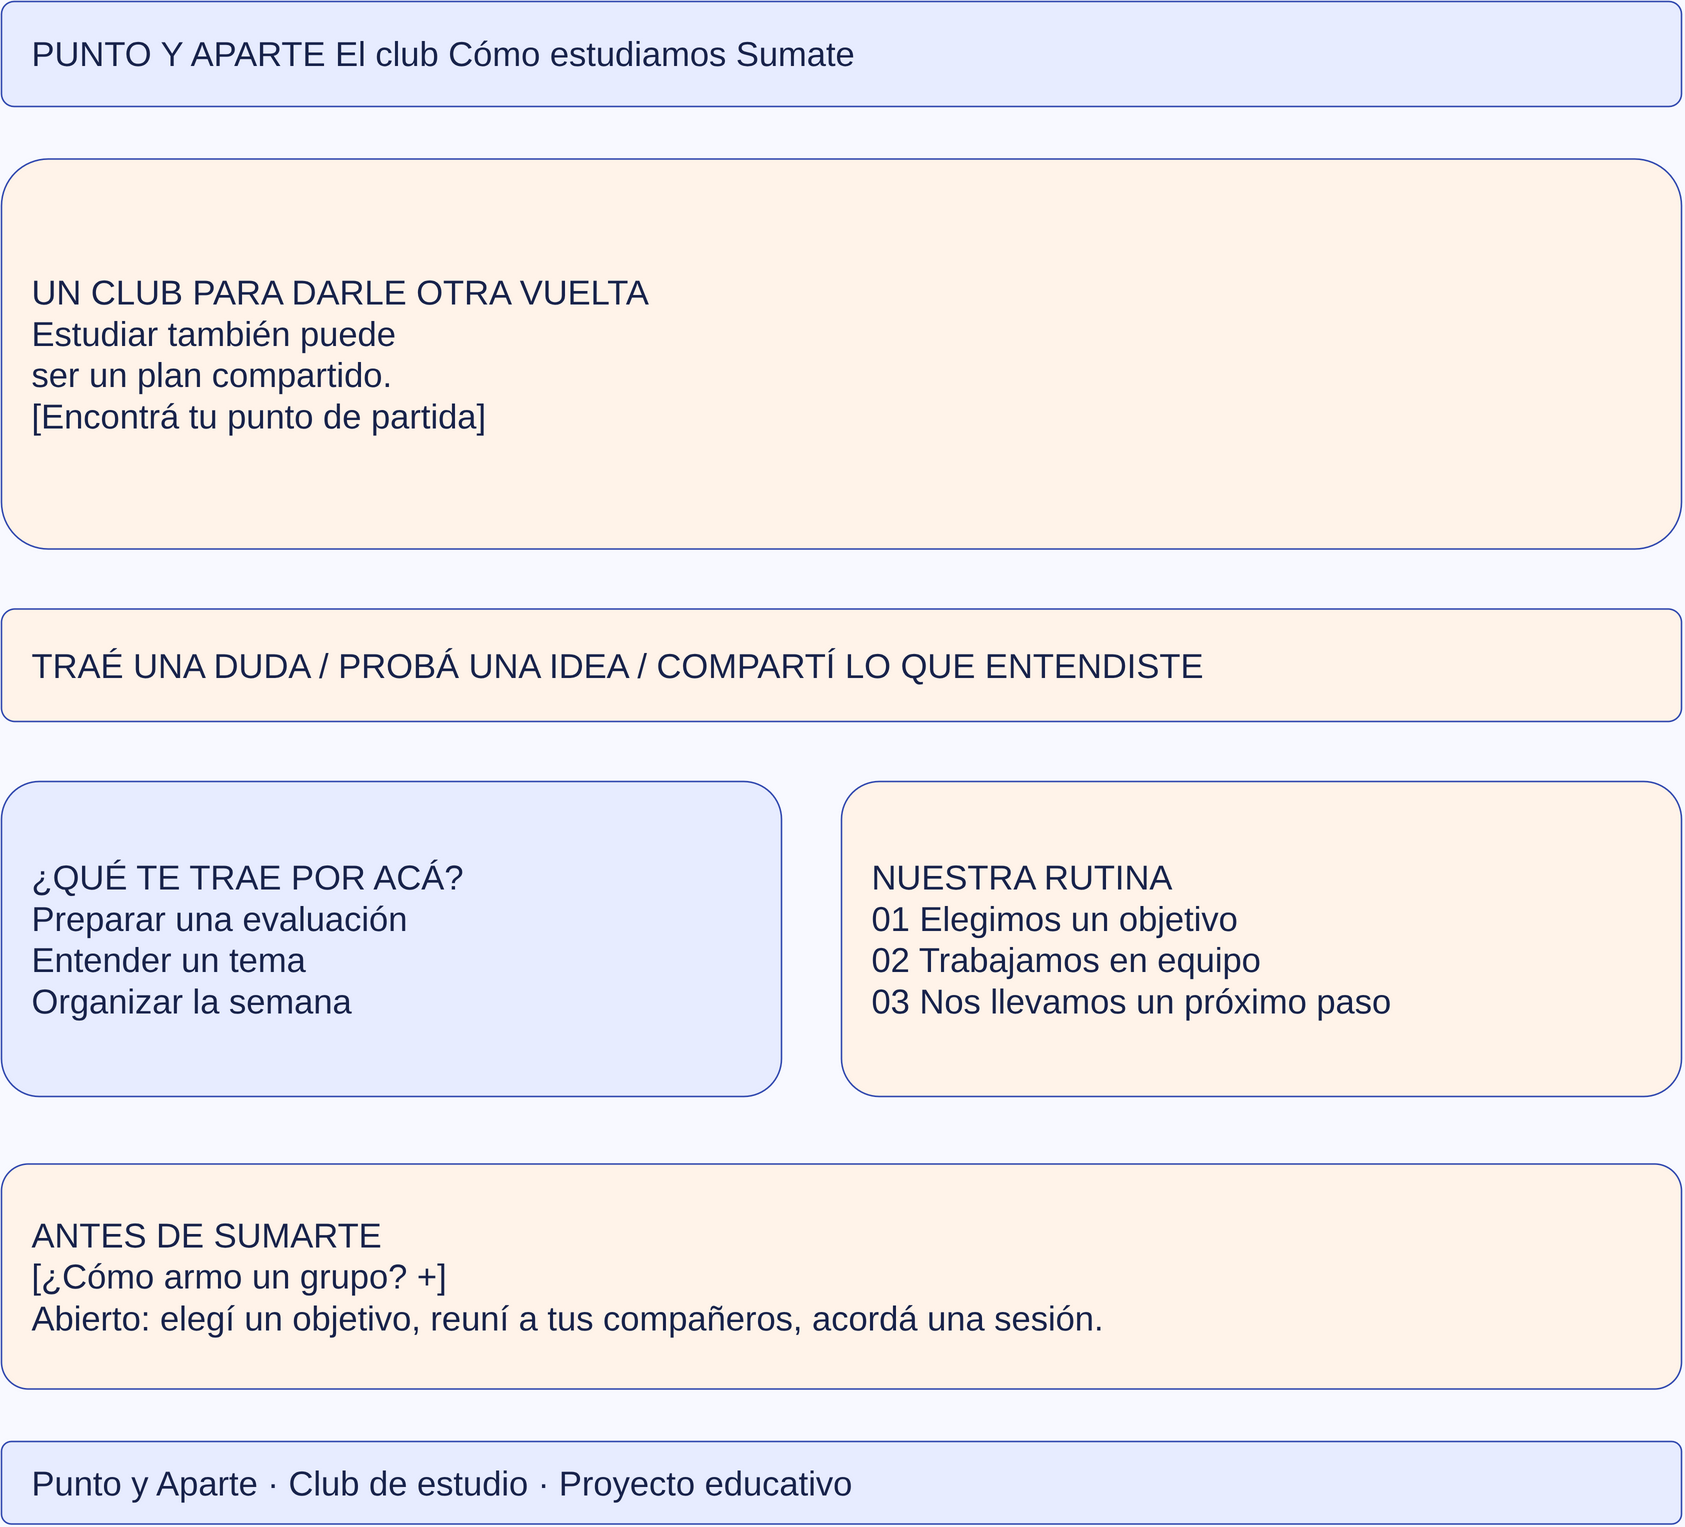 PUNTO Y APARTE El club Cómo estudiamos Sumate
UN CLUB PARA DARLE OTRA VUELTA
Estudiar también puede
ser un plan compartido.
[Encontrá tu punto de partida]
TRAÉ UNA DUDA / PROBÁ UNA IDEA / COMPARTÍ LO QUE ENTENDISTE
¿QUÉ TE TRAE POR ACÁ?
Preparar una evaluación
Entender un tema
Organizar la semana
NUESTRA RUTINA
01 Elegimos un objetivo
02 Trabajamos en equipo
03 Nos llevamos un próximo paso
ANTES DE SUMARTE
[¿Cómo armo un grupo? +]
Abierto: elegí un objetivo, reuní a tus compañeros, acordá una sesión.
Punto y Aparte · Club de estudio · Proyecto educativo